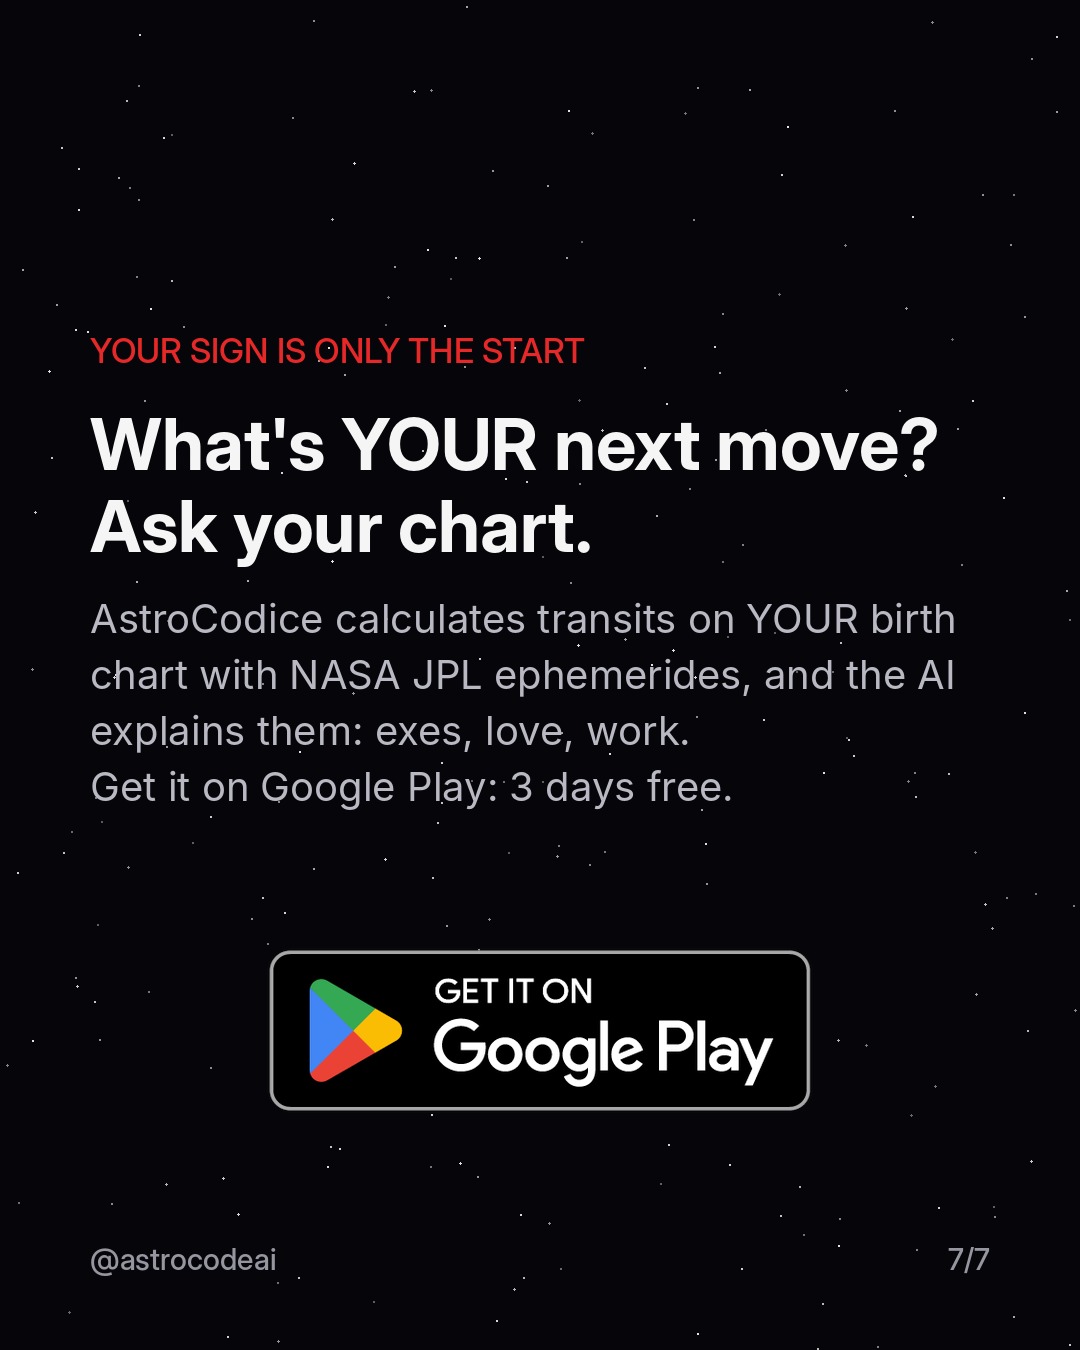 YOUR SIGN IS ONLY THE START
What's YOUR next move?
Ask your chart.
AstroCodice calculates transits on YOUR birth
chart with NASA JPL ephemerides, and the AI
explains them: exes, love, work.
Get it on Google Play: 3 days free.
GET IT ON
Google Play
@astrocodeai
7/7